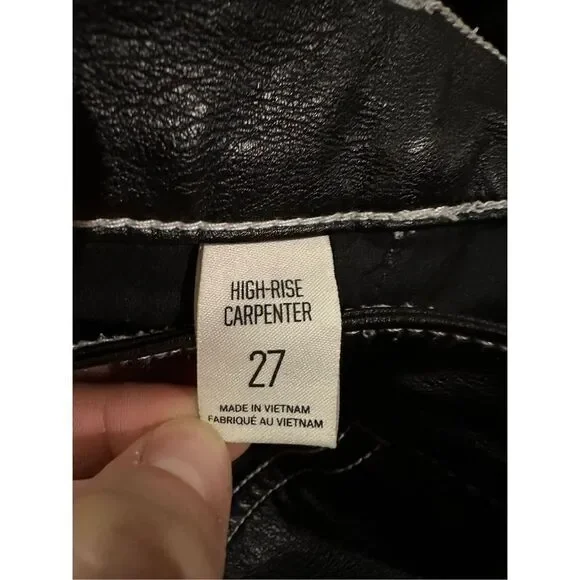 HIGH-RISE
CARPENTER
27
MADE IN VIETNAM
FABRIQUÉ AU VIETNAM